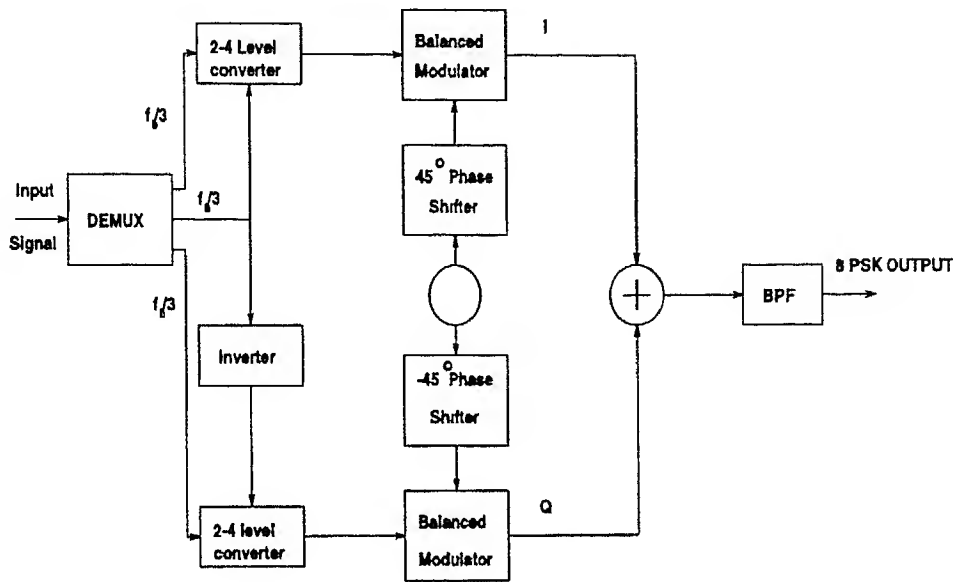 2-4 Level
converter
Balanced
Modulator
I
f_b/3
45° Phase
Shifter
Input
Signal
DEMUX
f_b/3
8 PSK OUTPUT
BPF
+
f_b/3
Inverter
-45° Phase
Shifter
2-4 level
converter
Balanced
Modulator
Q